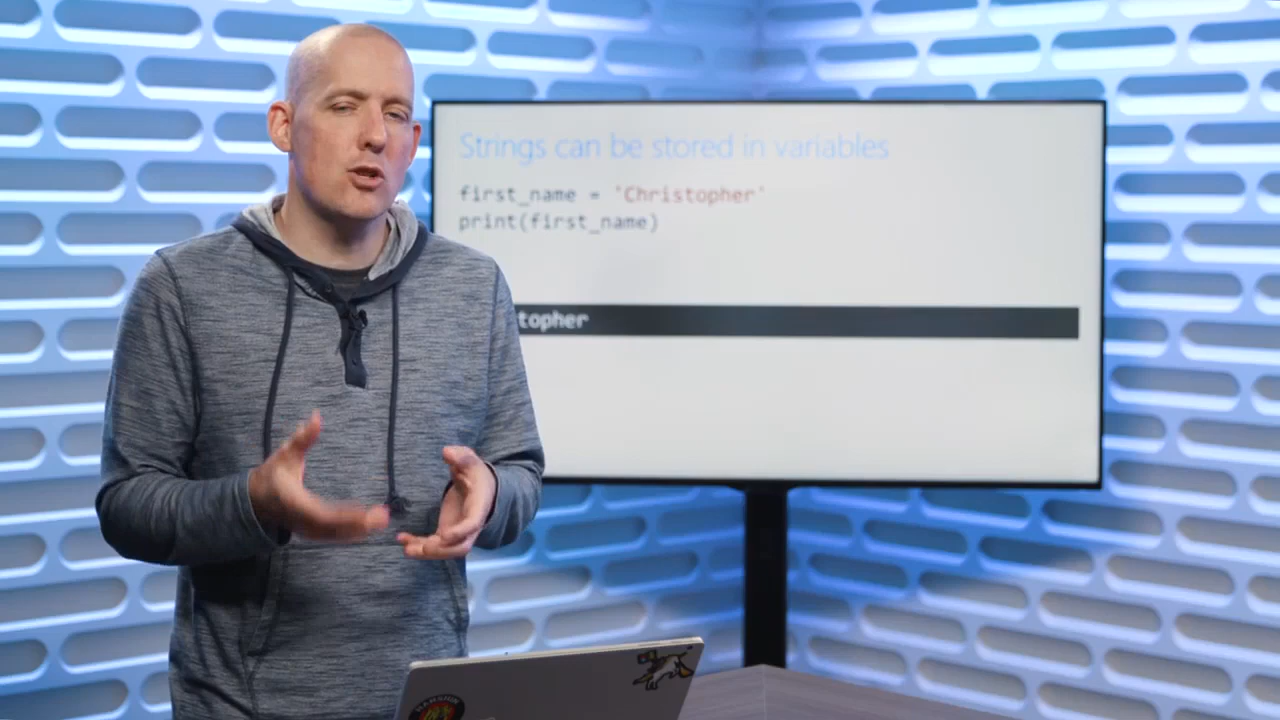 Strings can be stored in variables
first_name = 'Christopher'
print(first_name)
topher